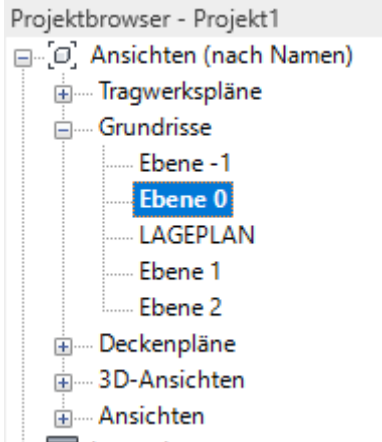 Projektbrowser - Projekt1
Ansichten (nach Namen)
Tragwerkspläne
Grundrisse
Ebene -1
Ebene 0
LAGEPLAN
Ebene 1
Ebene 2
Deckenpläne
3D-Ansichten
Ansichten